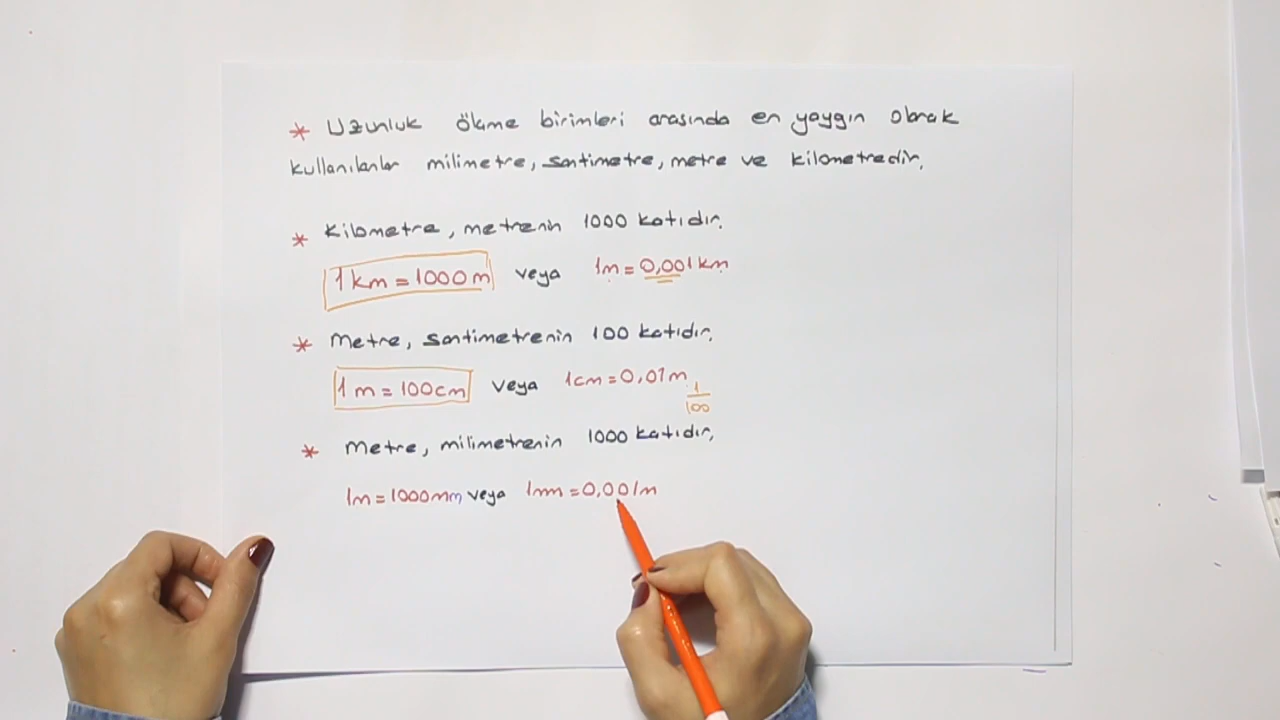 * Uzunluk ölçme birimleri arasında en yaygın olarak
kullanılanlar milimetre, santimetre, metre ve kilometredir.
* Kilometre, metrenin 1000 katıdır.
1 km = 1000 m veya 1m = 0,001 km
* Metre, santimetrenin 100 katıdır.
1 m = 100cm veya 1cm = 0,01 m 1/100
* Metre, milimetrenin 1000 katıdır.
1m = 1000mm veya 1mm = 0,001m